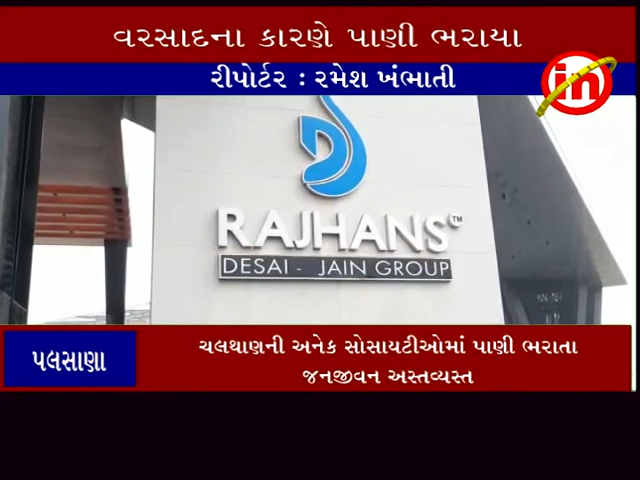 વરસાદના કારણે પાણી ભરાયા
રીપોર્ટર : રમેશ ખંભાતી
in
RAJHANS™
DESAI - JAIN GROUP
પલસાણા
ચલથાણની અનેક સોસાયટીઓમાં પાણી ભરાતા
જનજીવન અસ્તવ્યસ્ત